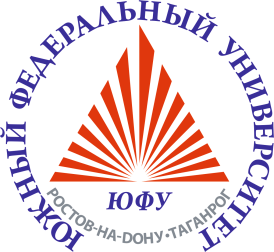 ЮЖНЫЙ ФЕДЕРАЛЬНЫЙ УНИВЕРСИТЕТ
ЮФУ
РОСТОВ-НА-ДОНУ·ТАГАНРОГ